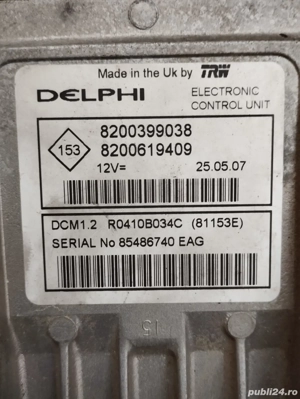 Made in the Uk by TRW
DELPHI
ELECTRONIC
CONTROL UNIT
153
8200399038
8200619409
12V= 25.05.07
DCM1.2 R0410B034C (81153E)
SERIAL No 85486740 EAG
15
publi24.ro